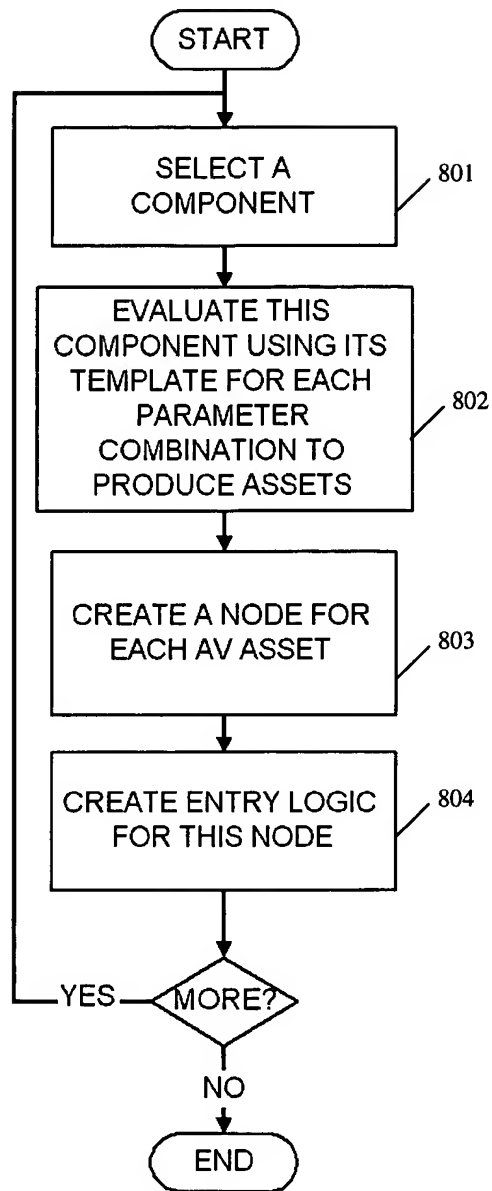 START
SELECT A
COMPONENT
801
EVALUATE THIS
COMPONENT USING ITS
TEMPLATE FOR EACH
PARAMETER
COMBINATION TO
PRODUCE ASSETS
802
CREATE A NODE FOR
EACH AV ASSET
803
CREATE ENTRY LOGIC
FOR THIS NODE
804
YES
MORE?
NO
END